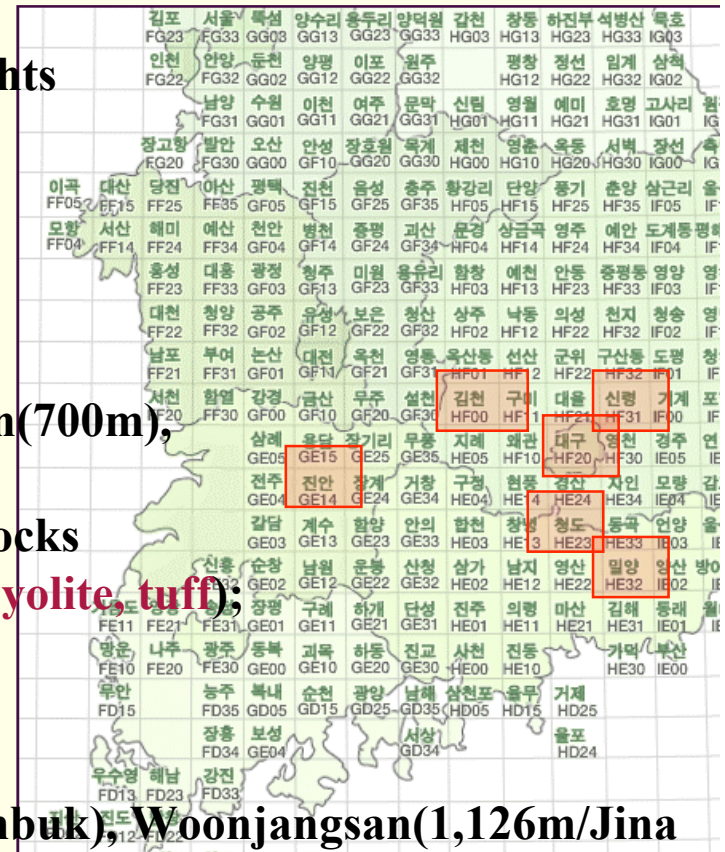 김포 서울 뚝섬 양수리 용두리 양덕원 갑천 창동 하진부 석병산 묵호
FG23 FG33 GG03 GG13 GG23 GG33 HG03 HG13 HG23 HG33 IG03
hts
인천 안양 둔전 양평 이포 원주 평창 정선 임계 삼척
FG22 FG32 GG02 GG12 GG22 GG32 HG12 HG22 HG32 IG02
남양 수원 이천 여주 문막 신림 영월 예미 호명 고사리
FG31 GG01 GG11 GG21 GG31 HG01 HG11 HG21 HG31 IG01
장고항 발안 오산 안성 장호원 목계 제천 영춘 옥동 서벽 장선
FG20 FG30 GG00 GF10 GG20 GG30 HG00 HG10 HG20 HG30 IG00
이곡 대산 당진 아산 평택 진천 음성 충주 황강리 단양 풍기 춘양 삼근리
FF05 FF15 FF25 FF35 GF05 GF15 GF25 GF35 HF05 HF15 HF25 HF35 IF05
모항 서산 해미 예산 천안 병천 증평 괴산 문경 상금곡 영주 예안 도계동
FF04 FF14 FF24 FF34 GF04 GF14 GF24 GF34 HF04 HF14 HF24 HF34 IF04
홍성 대흥 광정 청주 미원 용유리 함창 예천 안동 중평동 영양
FF23 FF33 GF03 GF13 GF23 GF33 HF03 HF13 HF23 HF33 IF03
대천 청양 공주 유성 보은 청산 상주 낙동 의성 천지 청송
FF22 FF32 GF02 GF12 GF22 GF32 HF02 HF12 HF22 HF32 IF02
남포 부여 논산 대전 옥천 영동 옥산동 선산 군위 구산동 도평
FF21 FF31 GF01 GF11 GF21 GF31 HF01 HF12 HF22 HF32 IF01
서천 함열 강경 금산 무주 설천 김천 구미 대율 신령 기계
F20 FF30 GF00 GF10 GF20 GF30 HF00 HF11 HF21 HF31 IF00
n(700m),
삼례 용담 장기리 무풍 지례 왜관 대구 영천 경주
GE05 GE15 GE25 GE35 HE05 HF10 HF20 HF30 IE05
전주 진안 장계 거창 구정 현풍 경산 자인 모량
GE04 GE14 GE24 GE34 HE04 HE14 HE24 HE34 IE04
ocks
갈담 계수 함양 안의 합천 창녕 청도 동곡 언양
GE03 GE13 GE23 GE33 HE03 HE13 HE23 HE33 IE03
신흥 순창 남원 운봉 산청 삼가 남지 영산 밀양 양산
GE02 GE12 GE22 GE32 HE02 HE12 HE22 HE32 IE02
yolite, tuff);
장평 구례 하개 단성 진주 의령 마산 김해 동래
FE11 FE21 FE31 GE01 GE11 GE21 GE31 HE01 HE11 HE21 HE31 IE01
망운 나주 광주 동복 괴목 하동 진교 사천 진동 가덕 부산
FE10 FE20 FE30 GE00 GE10 GE20 GE30 HE00 HE10 HE30 IE00
무안 능주 복내 순천 광양 남해 삼천포 율무 거제
FD15 FD35 GD05 GD15 GD25 GD35 HD05 HD15 HD25
장흥 보성 서상 율포
FD34 GE04 GD34 HD24
우수영 해남 강진
FD13 FD23 FD33
nbuk), Woonjangsan(1,126m/Jina